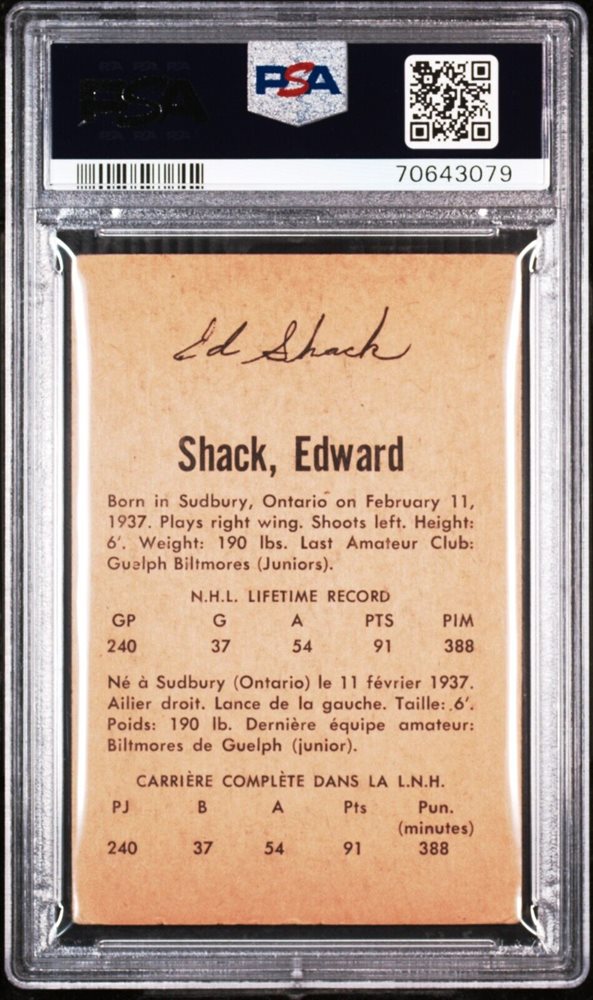 PSA
PSA
70643079
Ed Shack
Shack, Edward
Born in Sudbury, Ontario on February 11,
1937. Plays right wing. Shoots left. Height:
6'. Weight: 190 lbs. Last Amateur Club:
Guelph Biltmores (Juniors).
N.H.L. LIFETIME RECORD
GP G A PTS PIM
240 37 54 91 388
Né à Sudbury (Ontario) le 11 février 1937.
Ailier droit. Lance de la gauche. Taille: 6'.
Poids: 190 lb. Dernière équipe amateur:
Biltmores de Guelph (junior).
CARRIÈRE COMPLÈTE DANS LA L.N.H.
PJ B A Pts Pun.
(minutes)
240 37 54 91 388